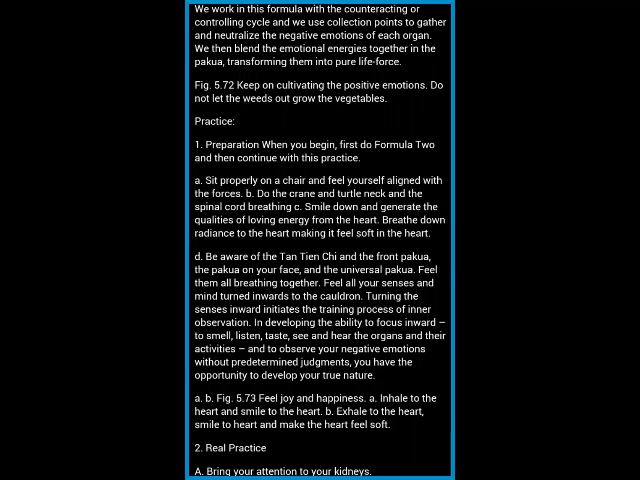 We work in this formula with the counteracting or
controlling cycle and we use collection points to gather
and neutralize the negative emotions of each organ.
We then blend the emotional energies together in the
pakua, transforming them into pure life-force.
Fig. 5.72 Keep on cultivating the positive emotions. Do
not let the weeds out grow the vegetables.
Practice:
1. Preparation When you begin, first do Formula Two
and then continue with this practice.
a. Sit properly on a chair and feel yourself aligned with
the forces. b. Do the crane and turtle neck and the
spinal cord breathing c. Smile down and generate the
qualities of loving energy from the heart. Breathe down
radiance to the heart making it feel soft in the heart.
d. Be aware of the Tan Tien Chi and the front pakua,
the pakua on your face, and the universal pakua. Feel
them all breathing together. Feel all your senses and
mind turned inwards to the cauldron. Turning the
senses inward initiates the training process of inner
observation. In developing the ability to focus inward –
to smell, listen, taste, see and hear the organs and their
activities – and to observe your negative emotions
without predetermined judgments, you have the
opportunity to develop your true nature.
a. b. Fig. 5.73 Feel joy and happiness. a. Inhale to the
heart and smile to the heart. b. Exhale to the heart,
smile to heart and make the heart feel soft.
2. Real Practice
A. Bring your attention to your kidneys.